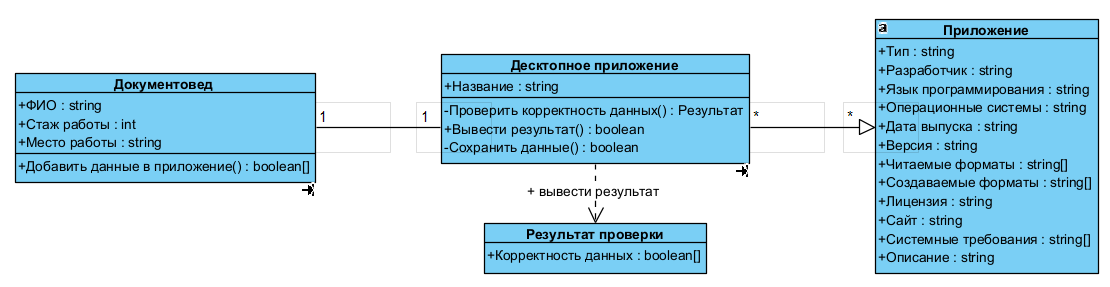 Документовед
+ФИО : string
+Стаж работы : int
+Место работы : string
+Добавить данные в приложение() : boolean[]
1
1
Десктопное приложение
+Название : string
-Проверить корректность данных() : Результат
+Вывести результат() : boolean
-Сохранить данные() : boolean
+ вывести результат
Результат проверки
+Корректность данных : boolean[]
*
*
a
Приложение
+Тип : string
+Разработчик : string
+Язык программирования : string
+Операционные системы : string
+Дата выпуска : string
+Версия : string
+Читаемые форматы : string[]
+Создаваемые форматы : string[]
+Лицензия : string
+Сайт : string
+Системные требования : string[]
+Описание : string